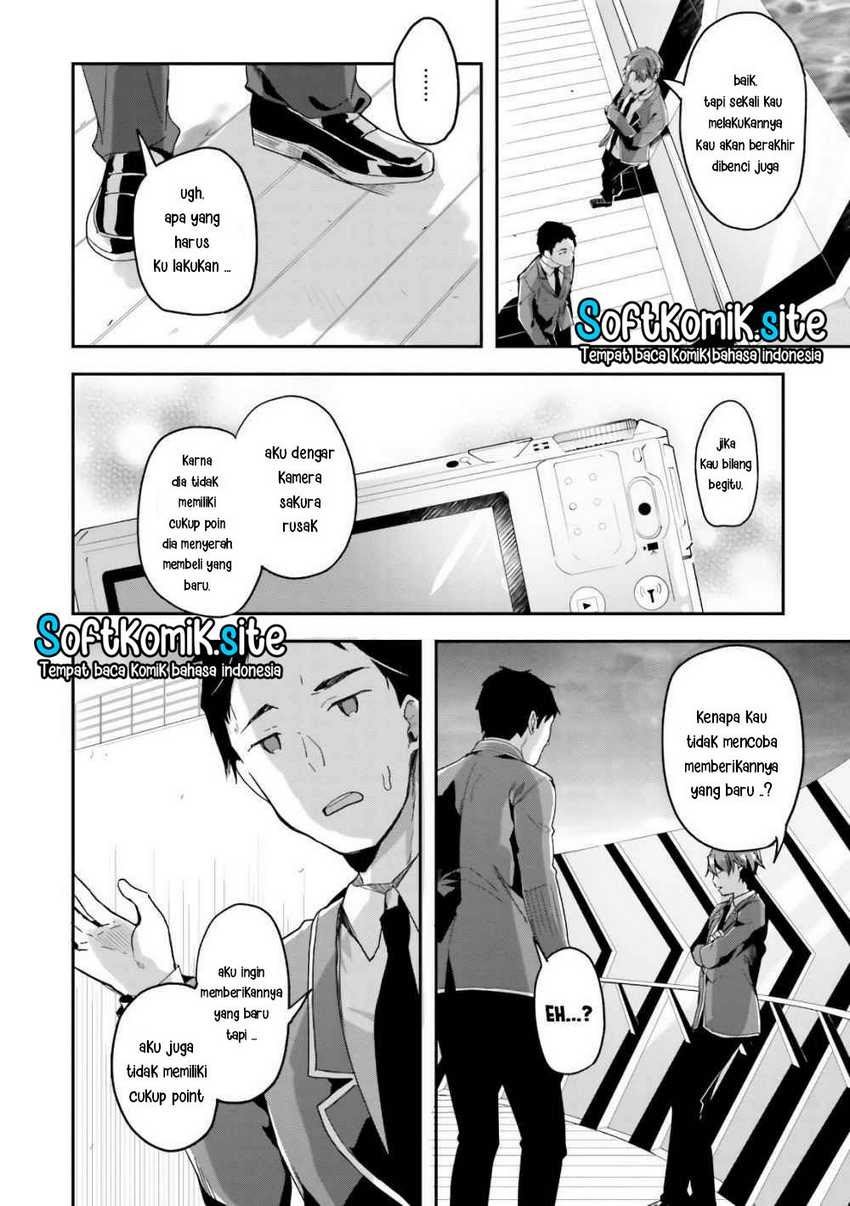 baik.
tapi sekali kau
melakukannya
kau akan berakhir
dibenci juga
......
ugh.
apa yang
harus
ku lakukan ...
SoftKomik.site
Tempat baca Komik bahasa indonesia
jika
kau bilang
begitu.
aku dengar
kamera
sakura
rusak
karna
dia tidak
memiliki
cukup poin
dia menyerah
membeli yang
baru.
T
SoftKomik.site
Tempat baca Komik bahasa indonesia
Kenapa kau
tidak mencoba
memberikannya
yang baru ..?
EH...?
aku ingin
memberikannya
yang baru
tapi ..
aku juga
tidak memiliki
cukup point